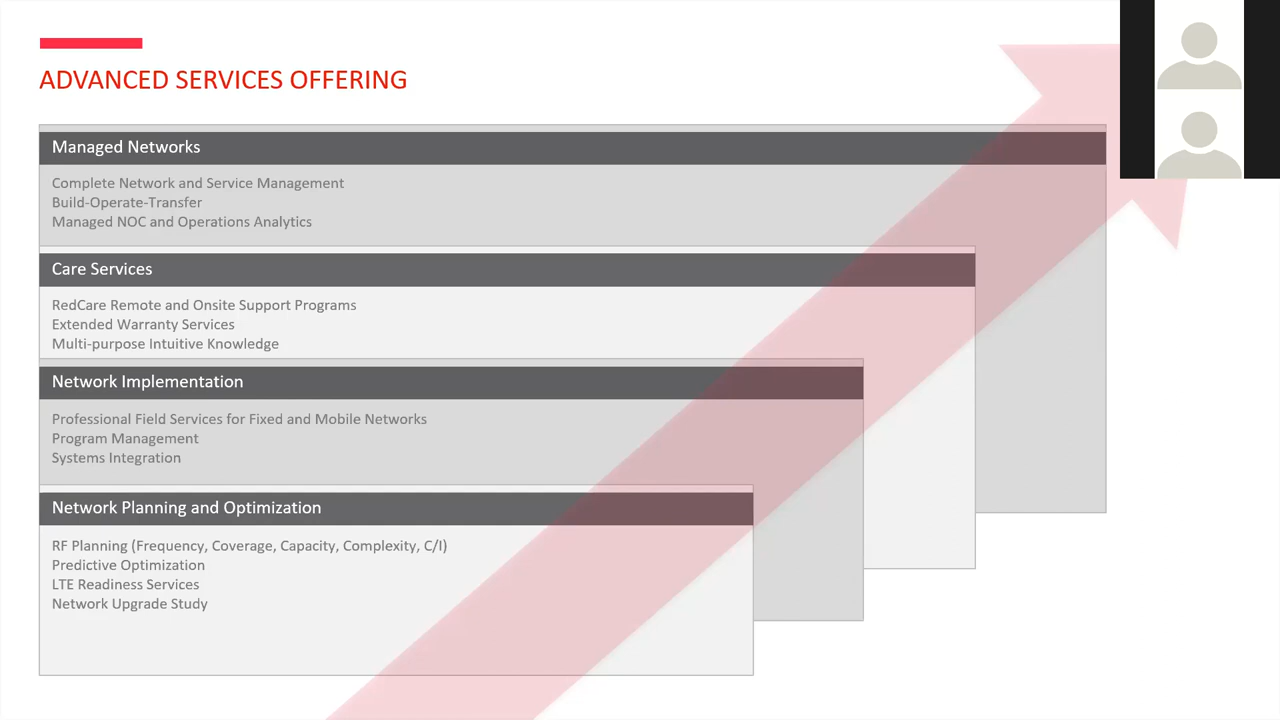 ADVANCED SERVICES OFFERING
Managed Networks
Complete Network and Service Management
Build-Operate-Transfer
Managed NOC and Operations Analytics
Care Services
RedCare Remote and Onsite Support Programs
Extended Warranty Services
Multi-purpose Intuitive Knowledge
Network Implementation
Professional Field Services for Fixed and Mobile Networks
Program Management
Systems Integration
Network Planning and Optimization
RF Planning (Frequency, Coverage, Capacity, Complexity, C/I)
Predictive Optimization
LTE Readiness Services
Network Upgrade Study